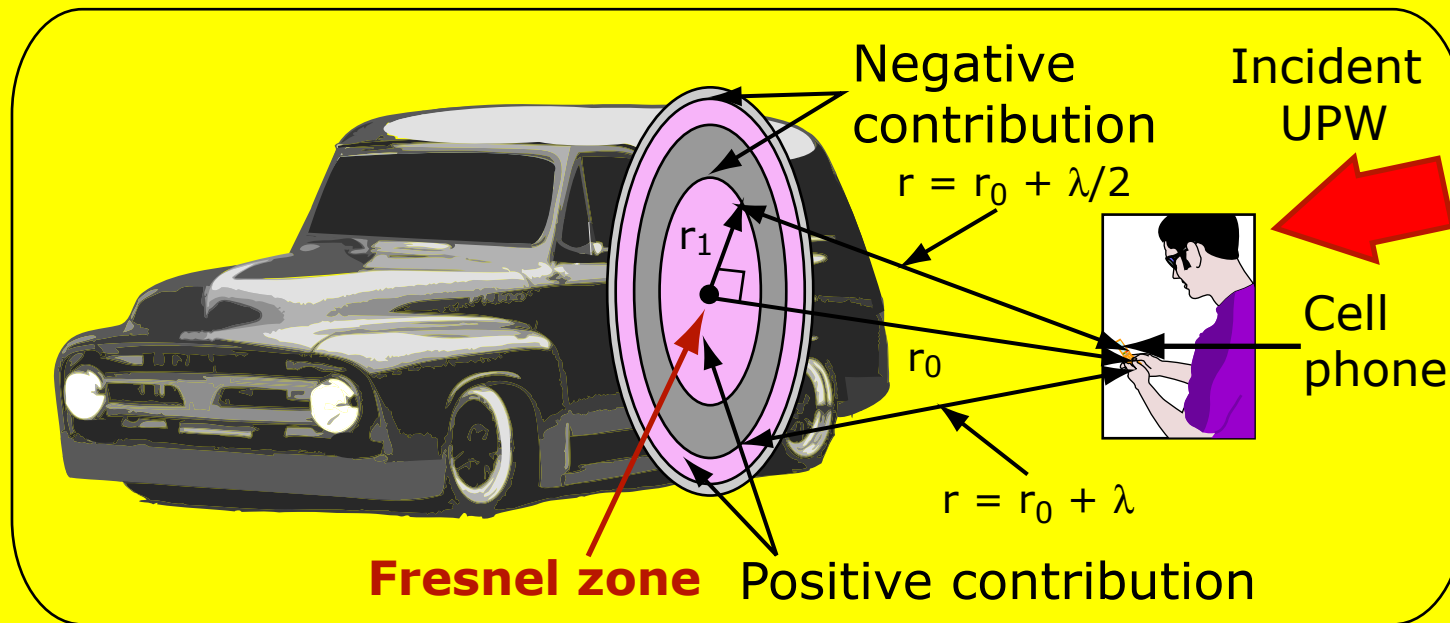 Negative
contribution
Incident
UPW
r = r₀ + λ/2
r₁
Cell
phone
r₀
r = r₀ + λ
Fresnel zone
Positive contribution